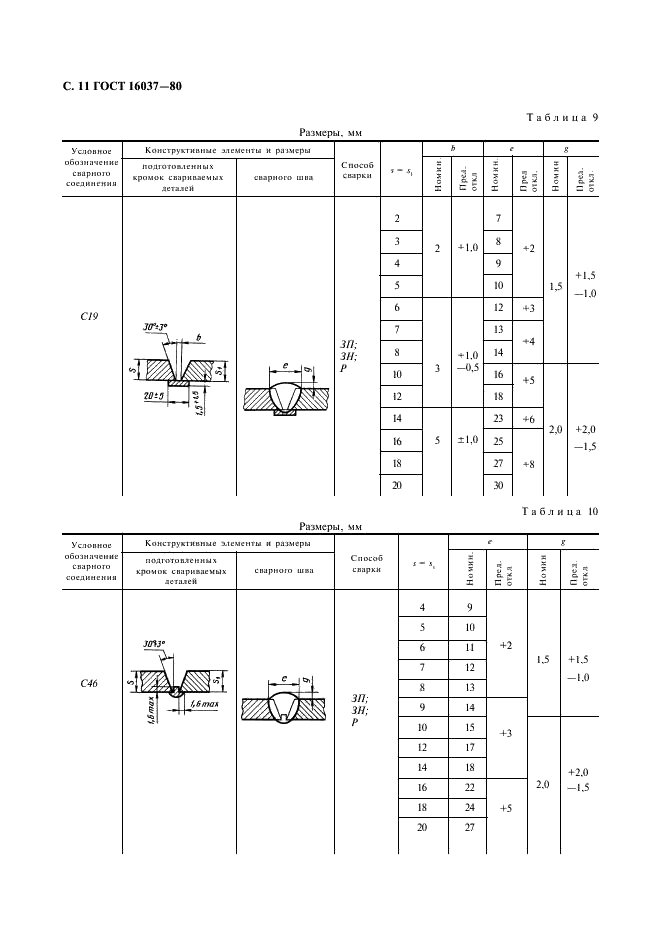 С. 11 ГОСТ 16037—80
Таблица 9
Размеры, мм
Условное обозначение сварного соединения
Конструктивные элементы и размеры
подготовленных кромок свариваемых деталей
сварного шва
Способ сварки
s = s₁
b
e
g
Номин.
Пред. откл
Номин.
Пред откл.
Номин
Пред. откл.
С19
30°±3°
b
S
S₁
20±5
1,5±1,5
e
g
ЗП;
ЗН;
Р
2
3
4
5
6
7
8
10
12
14
16
18
20
2
+1,0
3
+1,0
—0,5
5
±1,0
7
8
9
10
12
13
14
16
18
23
25
27
30
+2
+3
+4
+5
+6
+8
1,5
+1,5
—1,0
2,0
+2,0
—1,5
Таблица 10
Размеры, мм
Условное обозначение сварного соединения
Конструктивные элементы и размеры
подготовленных кромок свариваемых деталей
сварного шва
Способ сварки
s = s₁
e
g
Номин.
Пред. откл
Номин
Пред. откл.
С46
30°±3°
S
S₁
1,6 max
1,6 max
e
g
ЗП;
ЗН;
Р
4
5
6
7
8
9
10
12
14
16
18
20
9
10
11
12
13
14
15
17
18
22
24
27
+2
+3
+5
1,5
+1,5
—1,0
2,0
+2,0
—1,5